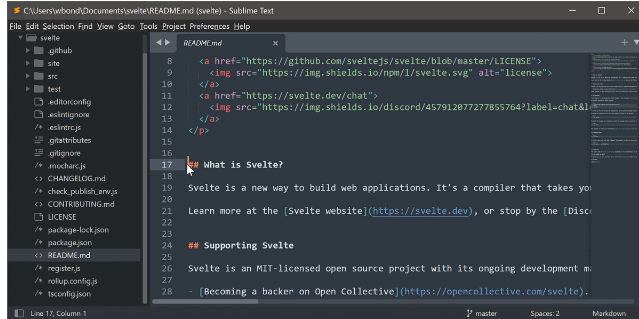 C:\Users\wbond\Documents\svelte\README.md (svelte) - Sublime Text
File Edit Selection Find View Goto Tools Project Preferences Help
svelte
.github
site
src
test
.editorconfig
.eslintignore
.eslintrc.js
.gitattributes
.gitignore
.mocharc.js
CHANGELOG.md
check_publish_env.js
CONTRIBUTING.md
LICENSE
package-lock.json
package.json
README.md
register.js
rollup.config.js
tsconfig.json
README.md
8 <a href="https://github.com/sveltejs/svelte/blob/master/LICENSE">
9 <img src="https://img.shields.io/npm/l/svelte.svg" alt="license">
10 </a>
11 <a href="https://svelte.dev/chat">
12 <img src="https://img.shields.io/discord/457912077277855764?label=chat&l
13 </a>
14 </p>
15
16
17 ## What is Svelte?
18
19 Svelte is a new way to build web applications. It's a compiler that takes you
20
21 Learn more at the [Svelte website](https://svelte.dev), or stop by the [Disc
22
23
24 ## Supporting Svelte
25
26 Svelte is an MIT-licensed open source project with its ongoing development ma
27
28 - [Becoming a backer on Open Collective](https://opencollective.com/svelte).
Line 17, Column 1
master
Spaces: 2
Markdown